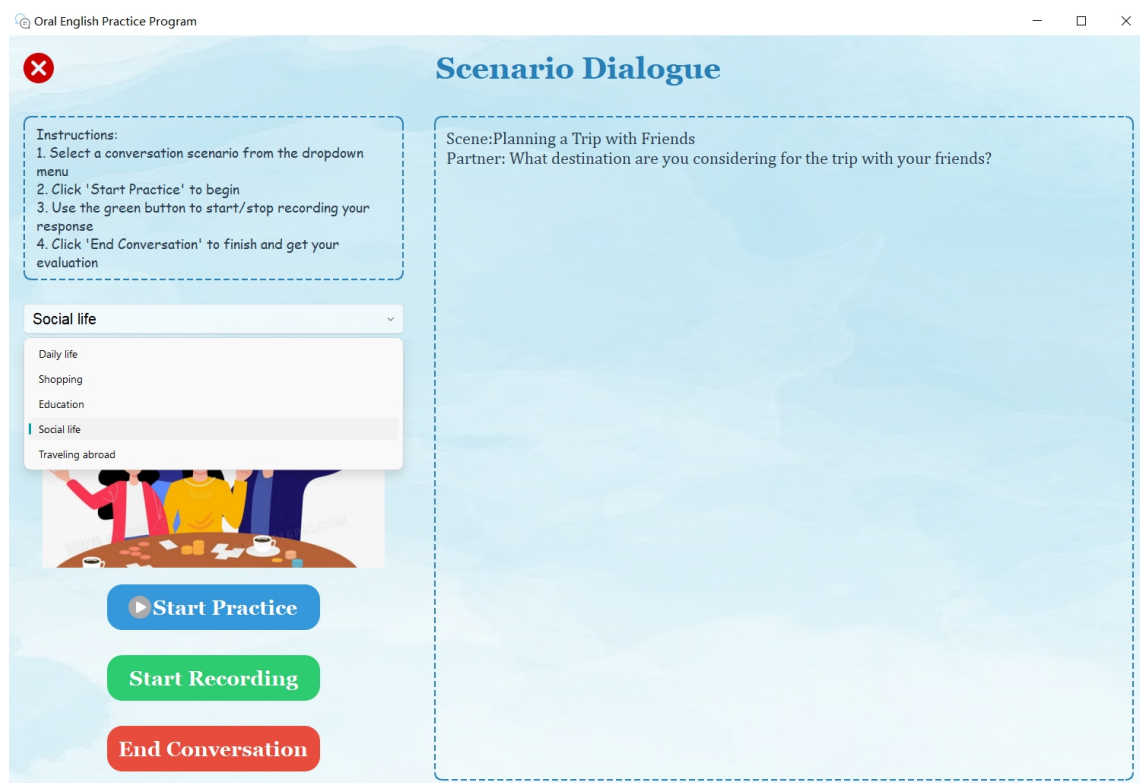 Oral English Practice Program
Scenario Dialogue
Instructions:
1. Select a conversation scenario from the dropdown
menu
2. Click 'Start Practice' to begin
3. Use the green button to start/stop recording your
response
4. Click 'End Conversation' to finish and get your
evaluation
Social life
Daily life
Shopping
Education
Social life
Traveling abroad
Start Practice
Start Recording
End Conversation
Scene:Planning a Trip with Friends
Partner: What destination are you considering for the trip with your friends?